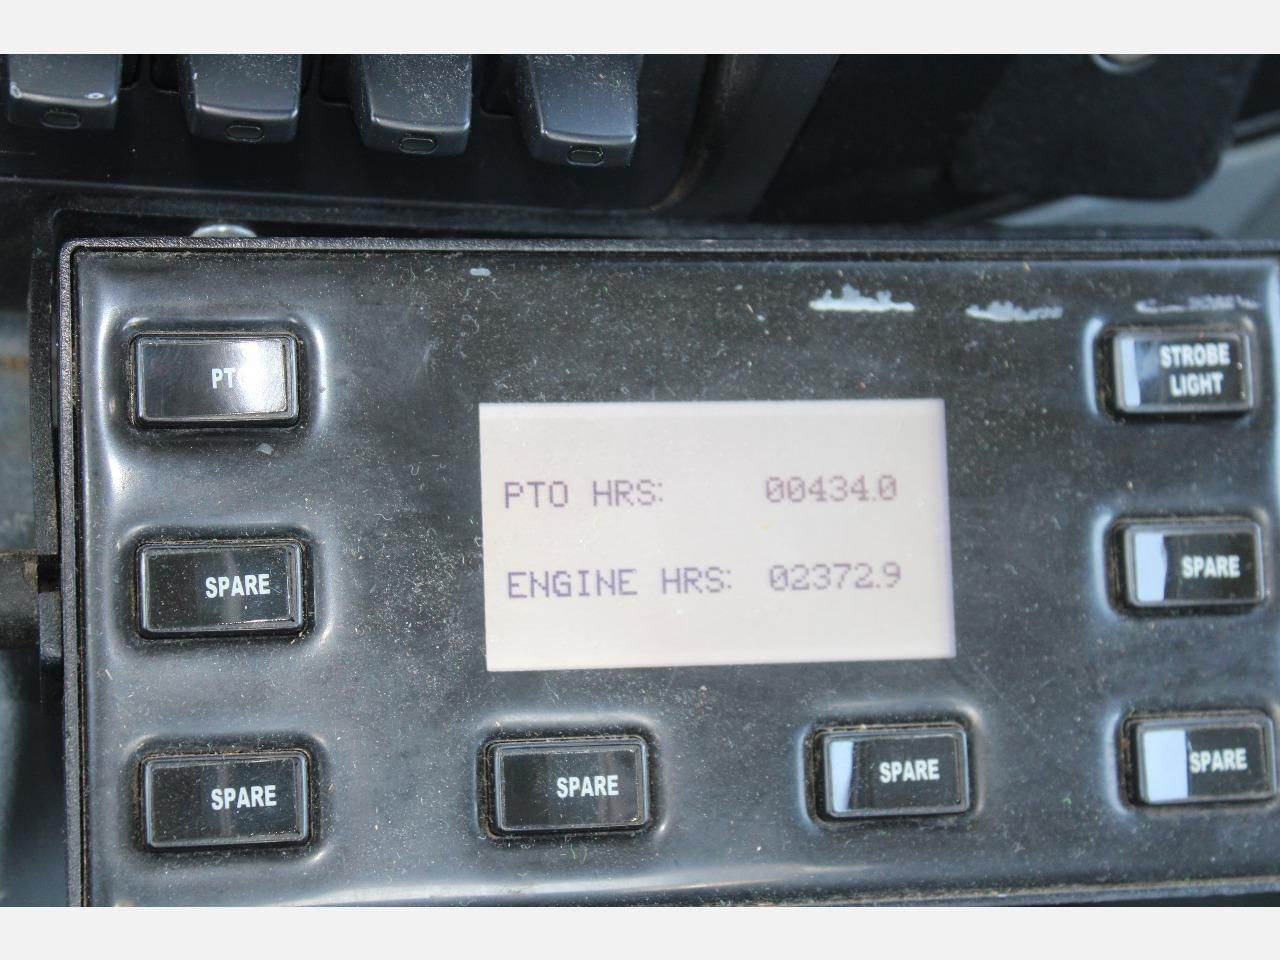 PTO
STROBE
LIGHT
PTO HRS: 00434.0
SPARE
ENGINE HRS: 02372.9
SPARE
SPARE
SPARE
SPARE
SPARE